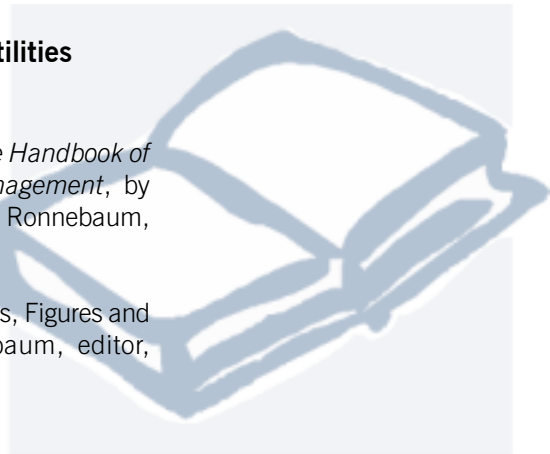 tilities
Handbook of
nagement, by
Ronnebaum,
s, Figures and
baum, editor,